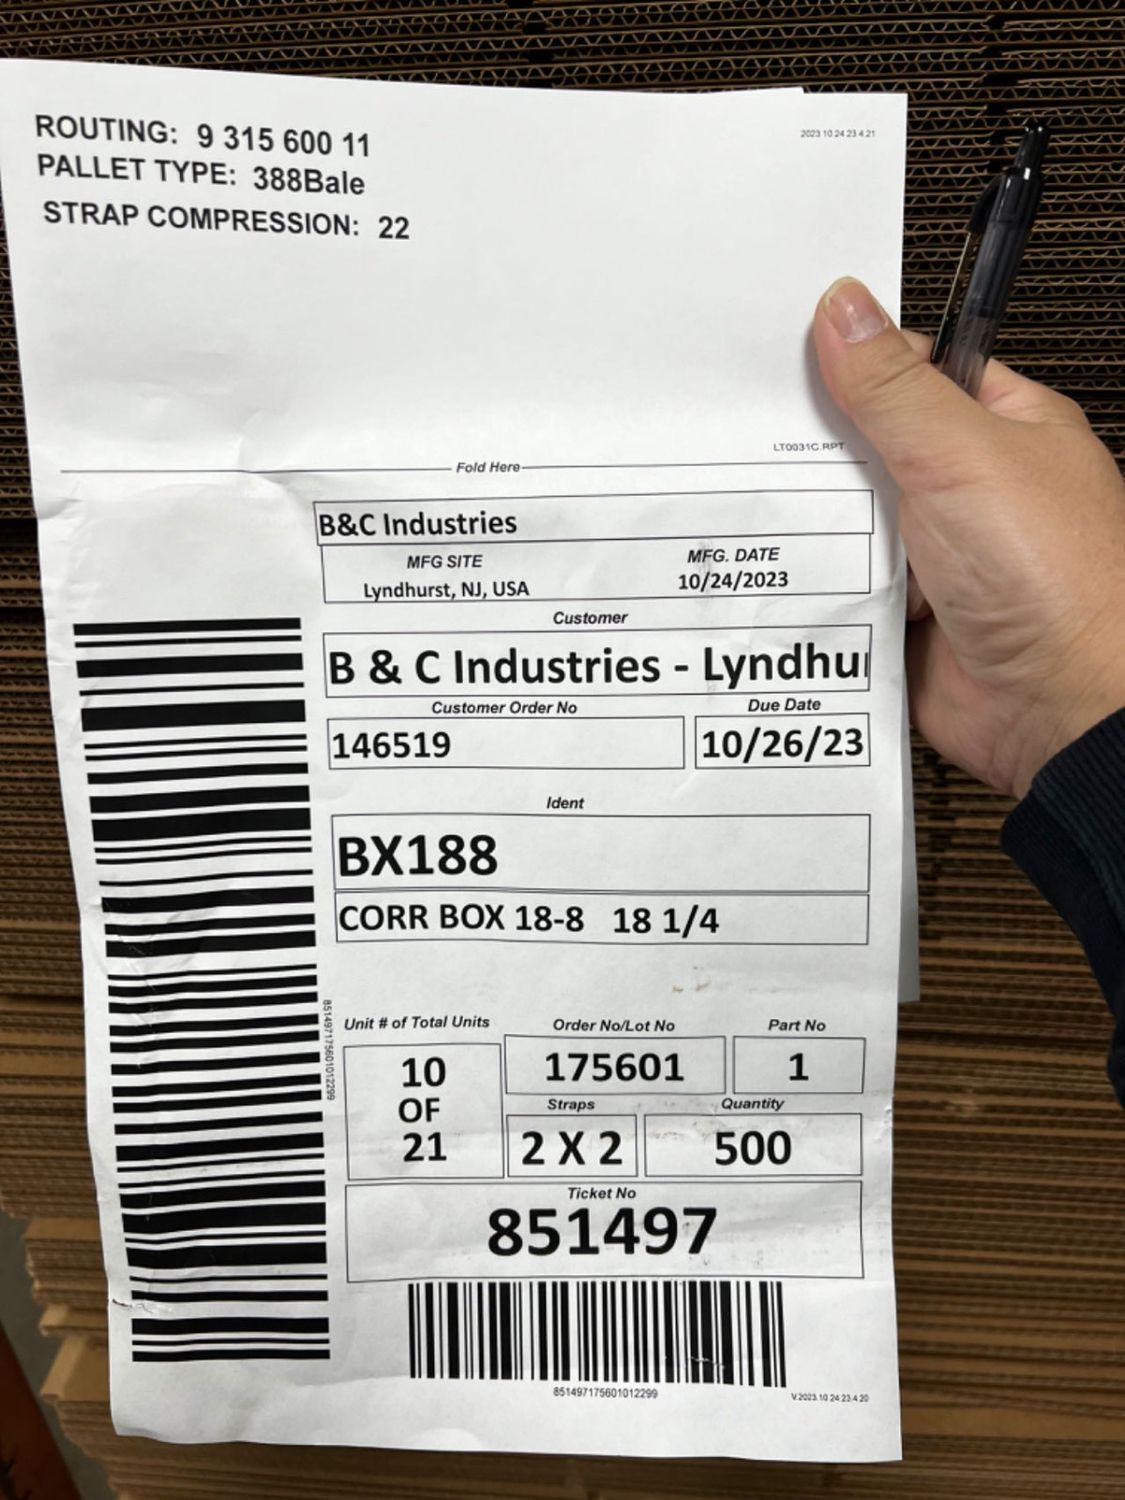 ROUTING: 9 315 600 11
2023 10 24 23 4.21
PALLET TYPE: 388Bale
STRAP COMPRESSION: 22
LT0031C.RPT
Fold Here
B&C Industries
MFG SITE MFG. DATE
Lyndhurst, NJ, USA 10/24/2023
Customer
B & C Industries - Lyndhur
Customer Order No Due Date
146519 10/26/23
Ident
BX188
CORR BOX 18-8 18 1/4
851497175601012299
Unit # of Total Units Order No/Lot No Part No
10 OF 21
175601 1
Straps Quantity
2 X 2 500
Ticket No
851497
851497175601012299
V.2023.10 24 23.4.20